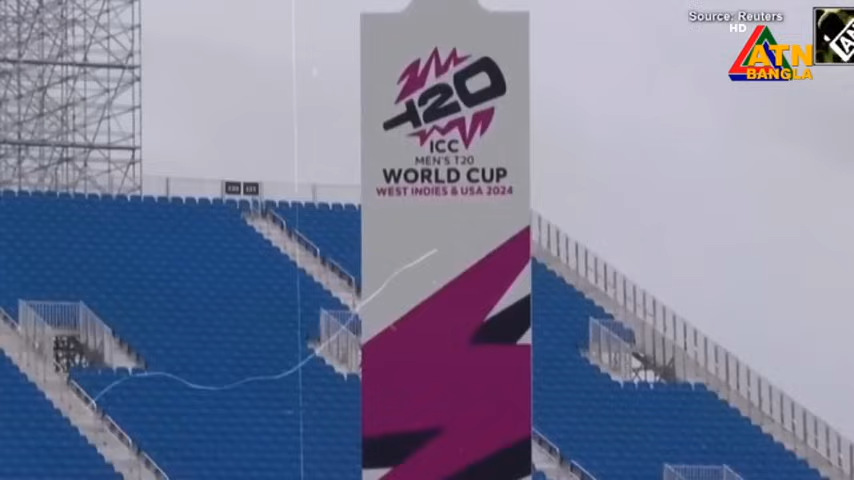 Source: Reuters
HD
ATN
BANGLA
T20
ICC
MEN'S T20
WORLD CUP
WEST INDIES & USA 2024